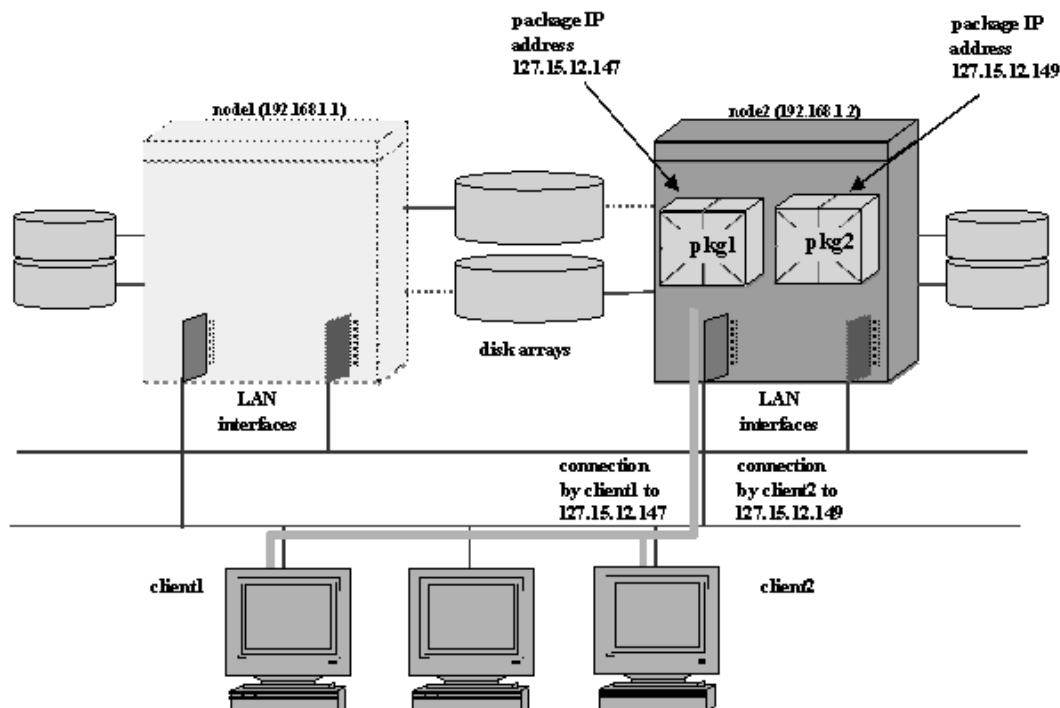 package IP
address
127.15.12.147
package IP
address
127.15.12.149
node1 (192.168.1.1)
node2 (192.168.1.2)
pkg1
pkg2
disk arrays
LAN
interfaces
LAN
interfaces
connection
by client1 to
127.15.12.147
connection
by client2 to
127.15.12.149
client1
client2